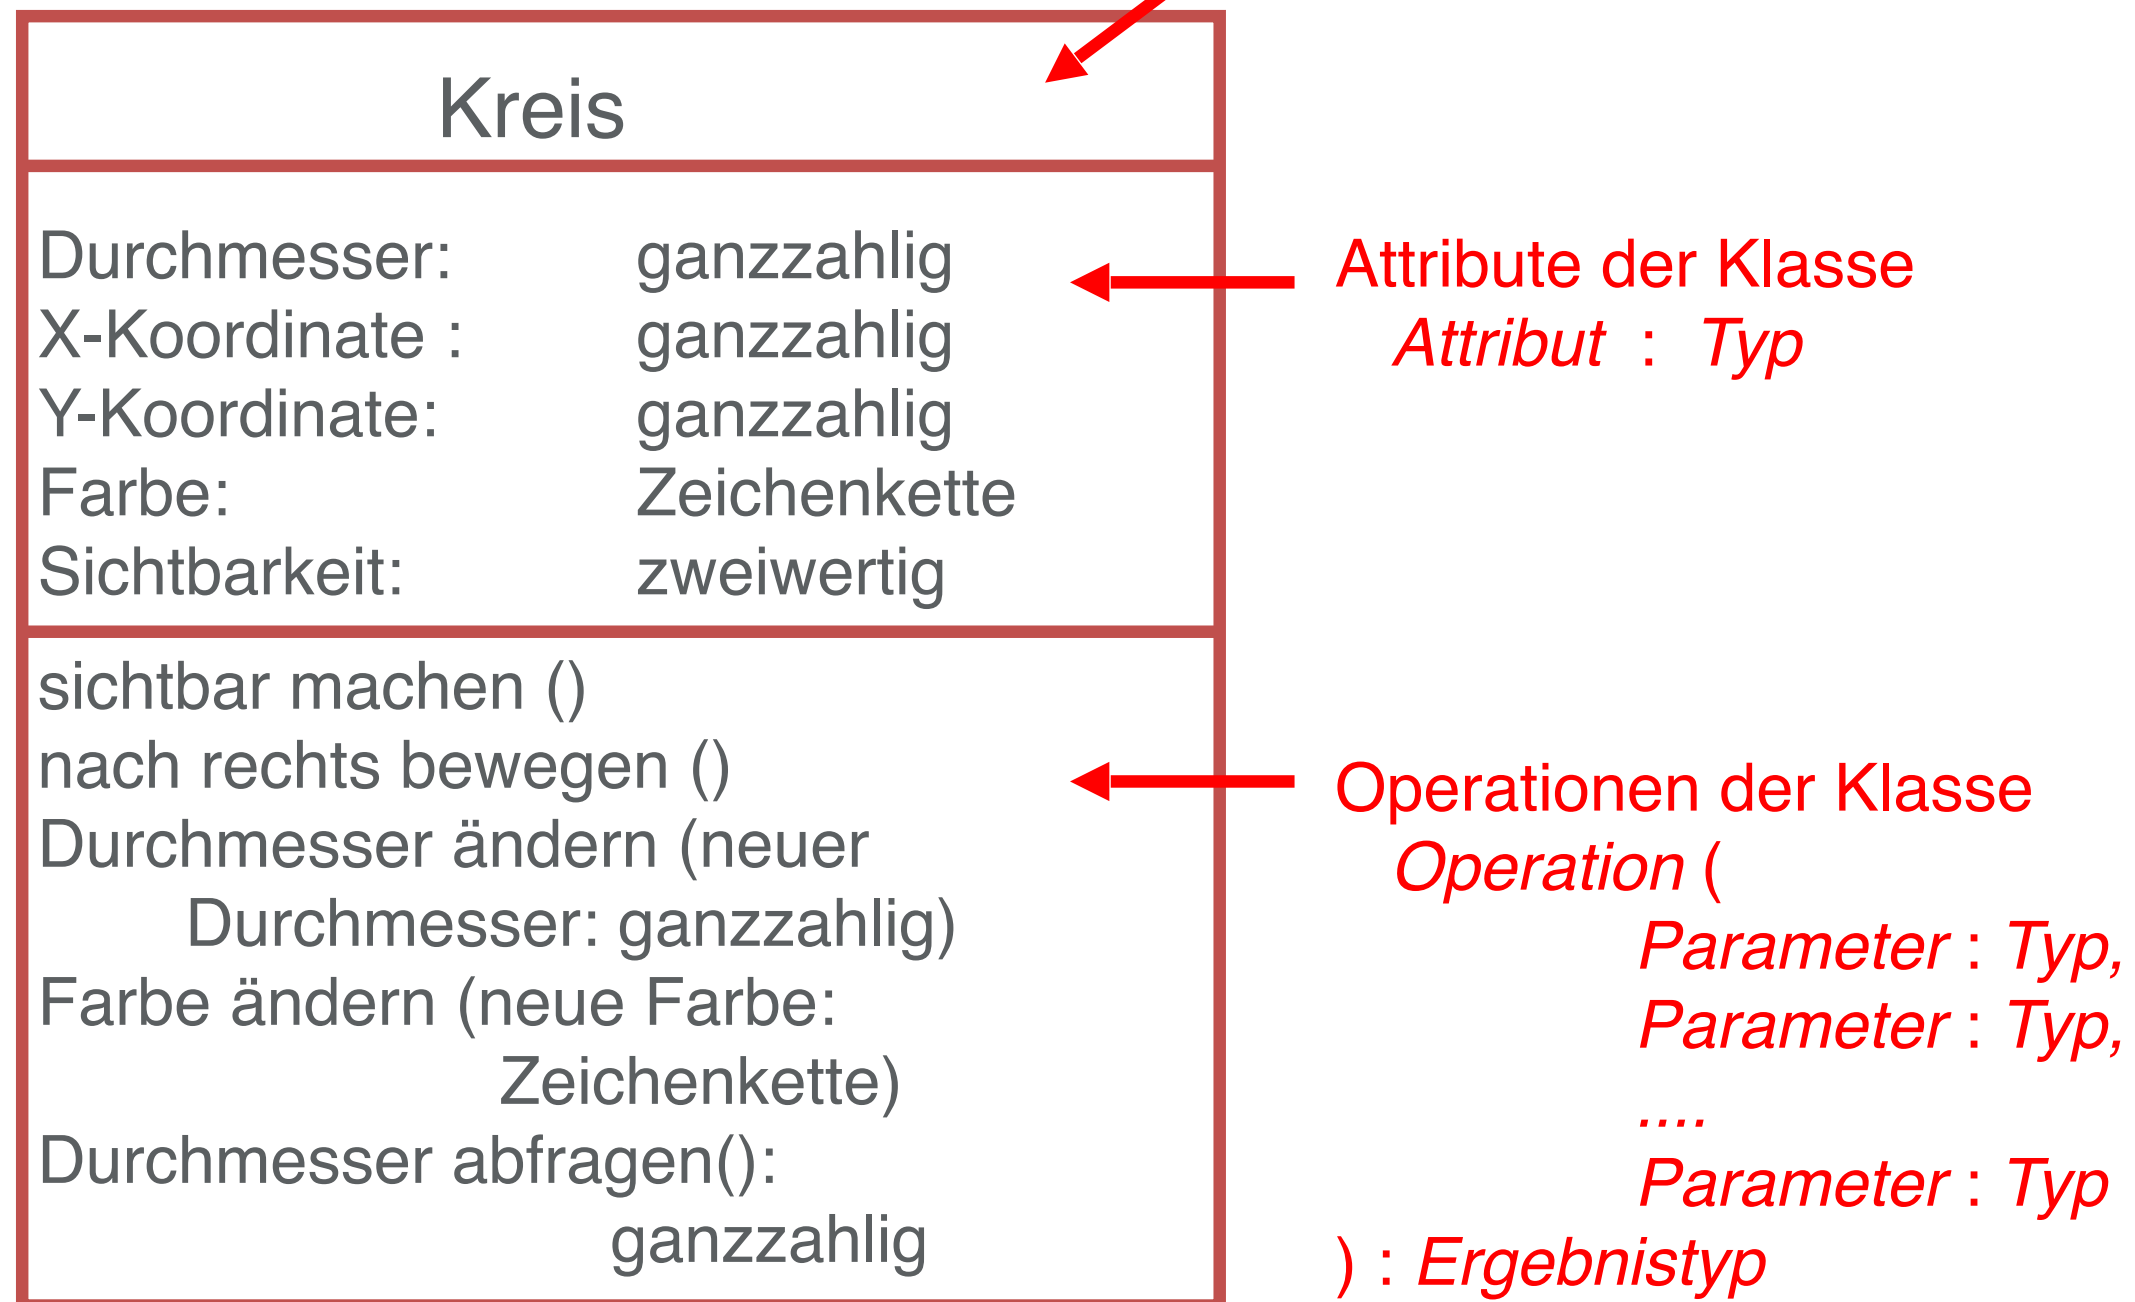 Kreis
Durchmesser: ganzzahlig
X-Koordinate : ganzzahlig
Y-Koordinate: ganzzahlig
Farbe: Zeichenkette
Sichtbarkeit: zweiwertig
sichtbar machen ()
nach rechts bewegen ()
Durchmesser ändern (neuer
Durchmesser: ganzzahlig)
Farbe ändern (neue Farbe:
Zeichenkette)
Durchmesser abfragen():
ganzzahlig
Attribute der Klasse
Attribut : Typ
Operationen der Klasse
Operation (
Parameter : Typ,
Parameter : Typ,
....
Parameter : Typ
) : Ergebnistyp